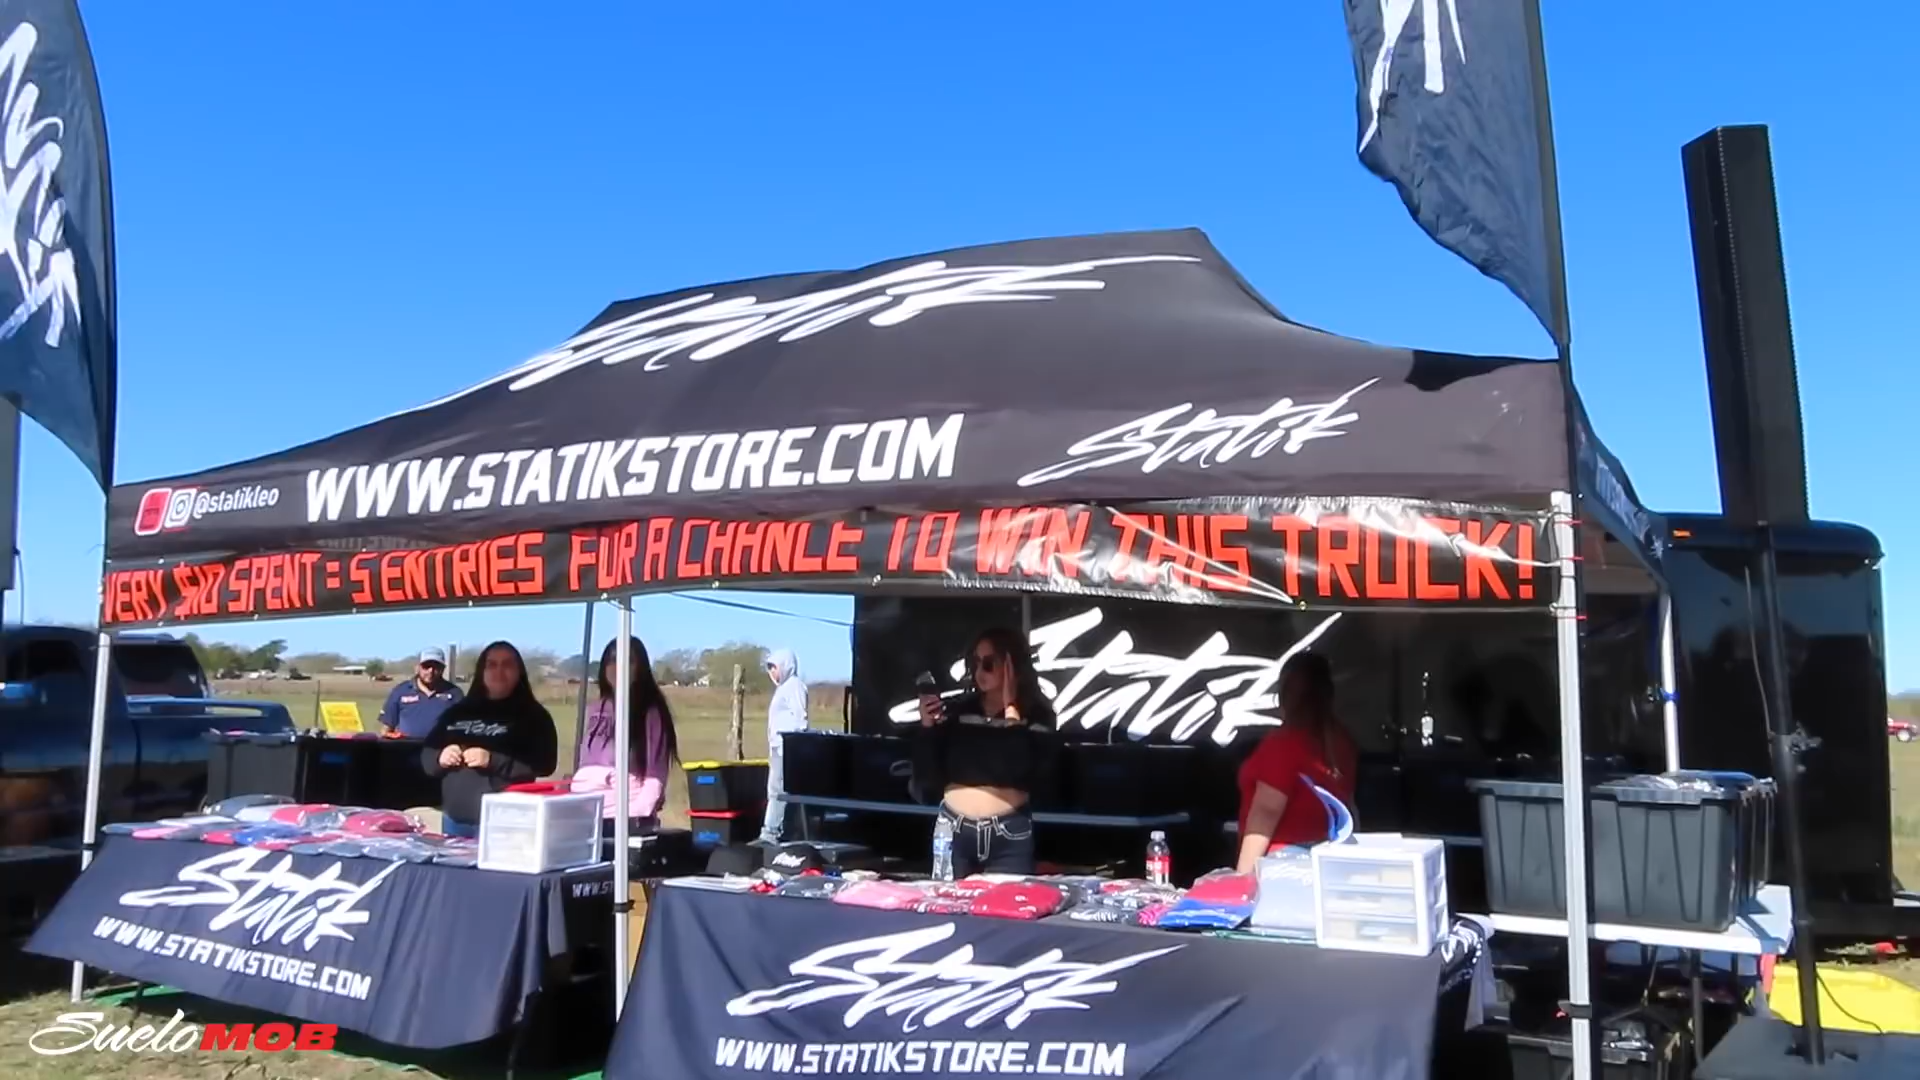 Statik
@statikleo WWW.STATIKSTORE.COM Statik
VERY $10 SPENT = 5 ENTRIES FOR A CHANCE TO WIN THIS TRUCK!
Statik
Statik
WWW.STATIKSTORE.COM
Statik
WWW.STATIKSTORE.COM
SueloMOB